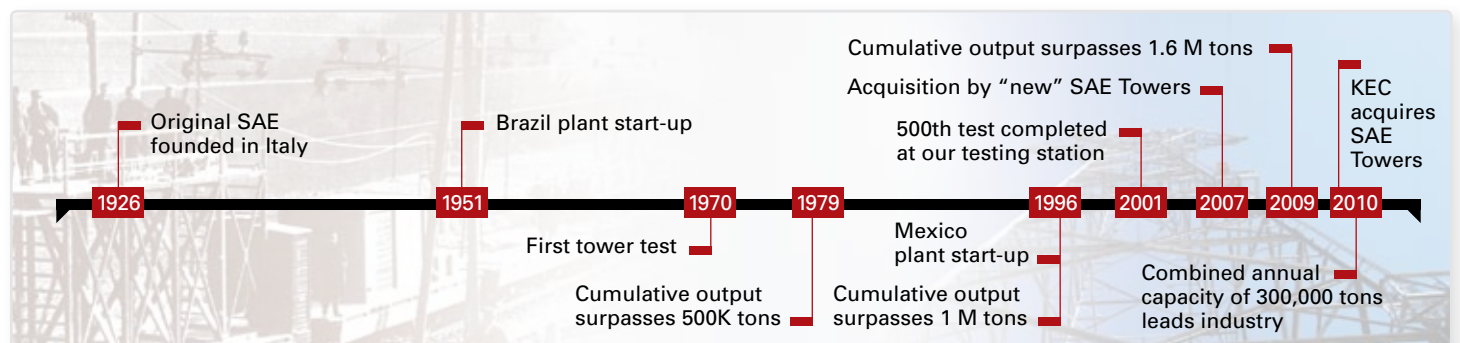 Cumulative output surpasses 1.6 M tons
Acquisition by “new” SAE Towers
KEC
acquires
SAE
Towers
Original SAE
founded in Italy
Brazil plant start-up
500th test completed
at our testing station
1926
1951
1970
1979
1996
2001
2007
2009
2010
First tower test
Mexico
plant start-up
Cumulative output
surpasses 500K tons
Cumulative output
surpasses 1 M tons
Combined annual
capacity of 300,000 tons
leads industry